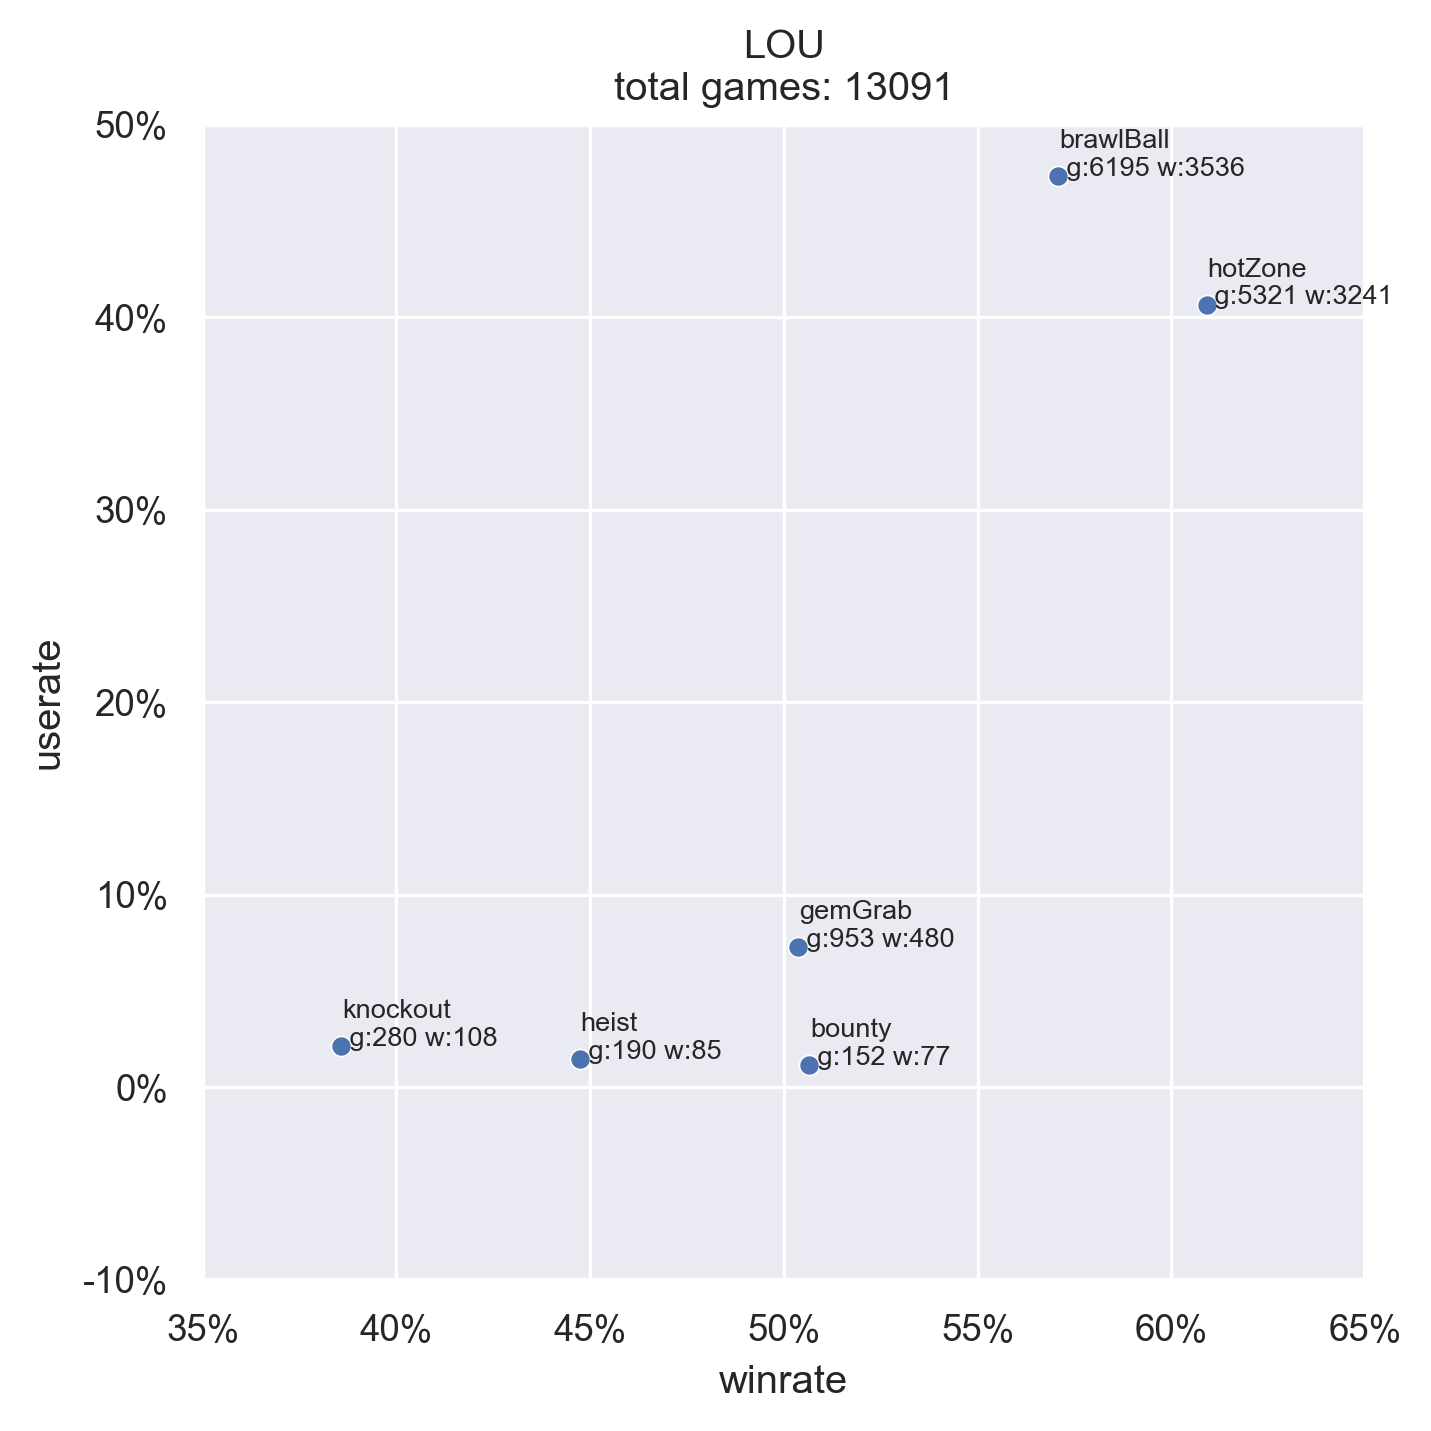 LOU
total games: 13091
50%
40%
30%
20%
10%
0%
-10%
userate
brawlBall
g:6195 w:3536
hotZone
g:5321 w:3241
gemGrab
g:953 w:480
knockout
g:280 w:108
heist
g:190 w:85
bounty
g:152 w:77
35% 40% 45% 50% 55% 60% 65%
winrate